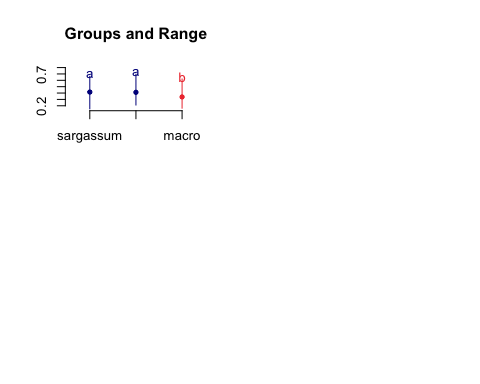 Groups and Range
0.7
0.2
a
a
b
sargassum
macro